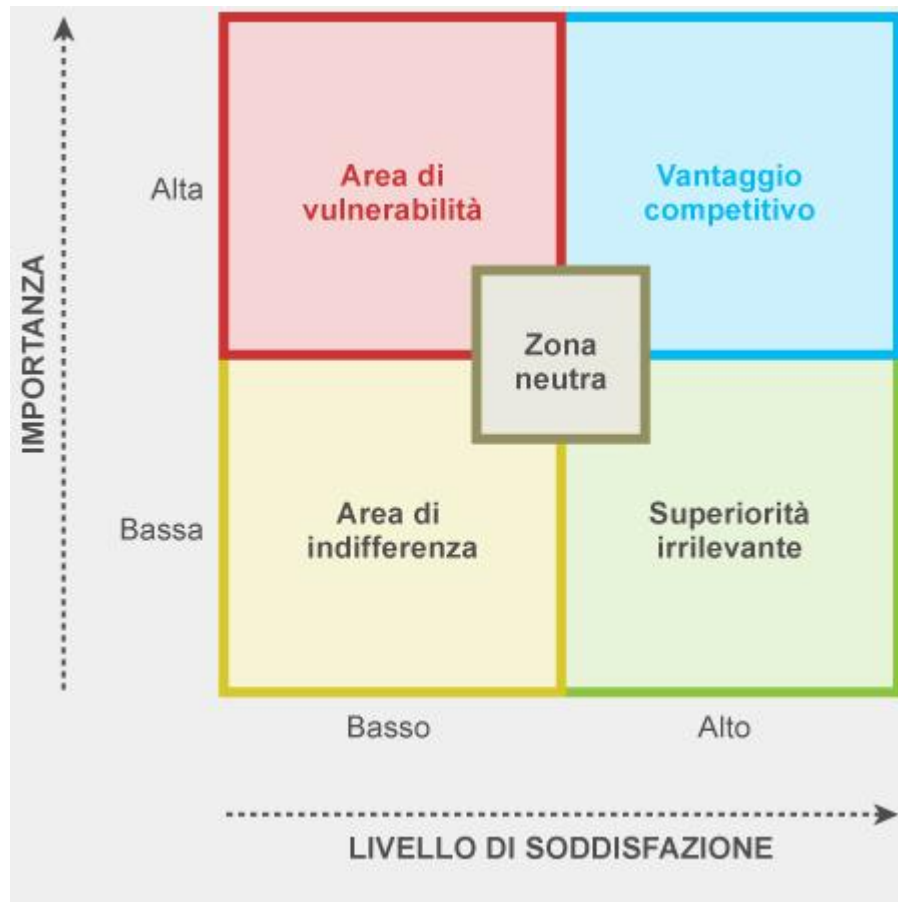 IMPORTANZA
Alta
Area di
vulnerabilità
Vantaggio
competitivo
Zona
neutra
Bassa
Area di
indifferenza
Superiorità
irrilevante
Basso
Alto
LIVELLO DI SODDISFAZIONE